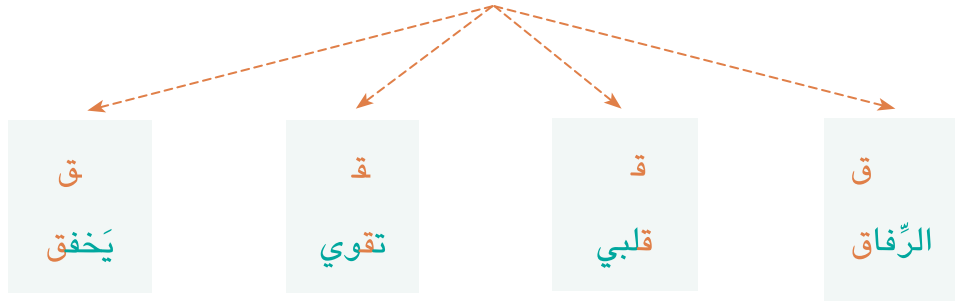 ق
الرِّفاق
قـ
قلبي
ـقـ
تقوي
ـق
يَخفق